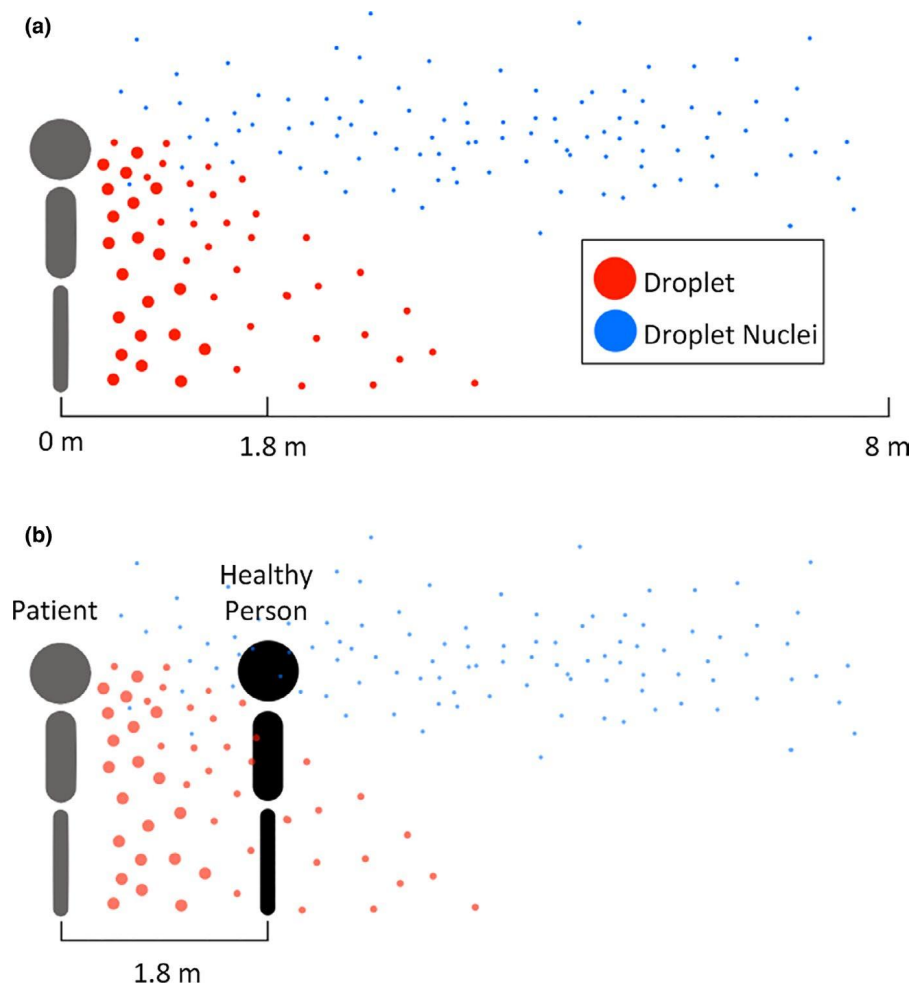 (a)
Droplet
Droplet Nuclei
0 m
1.8 m
8 m
(b)
Healthy
Person
Patient
1.8 m